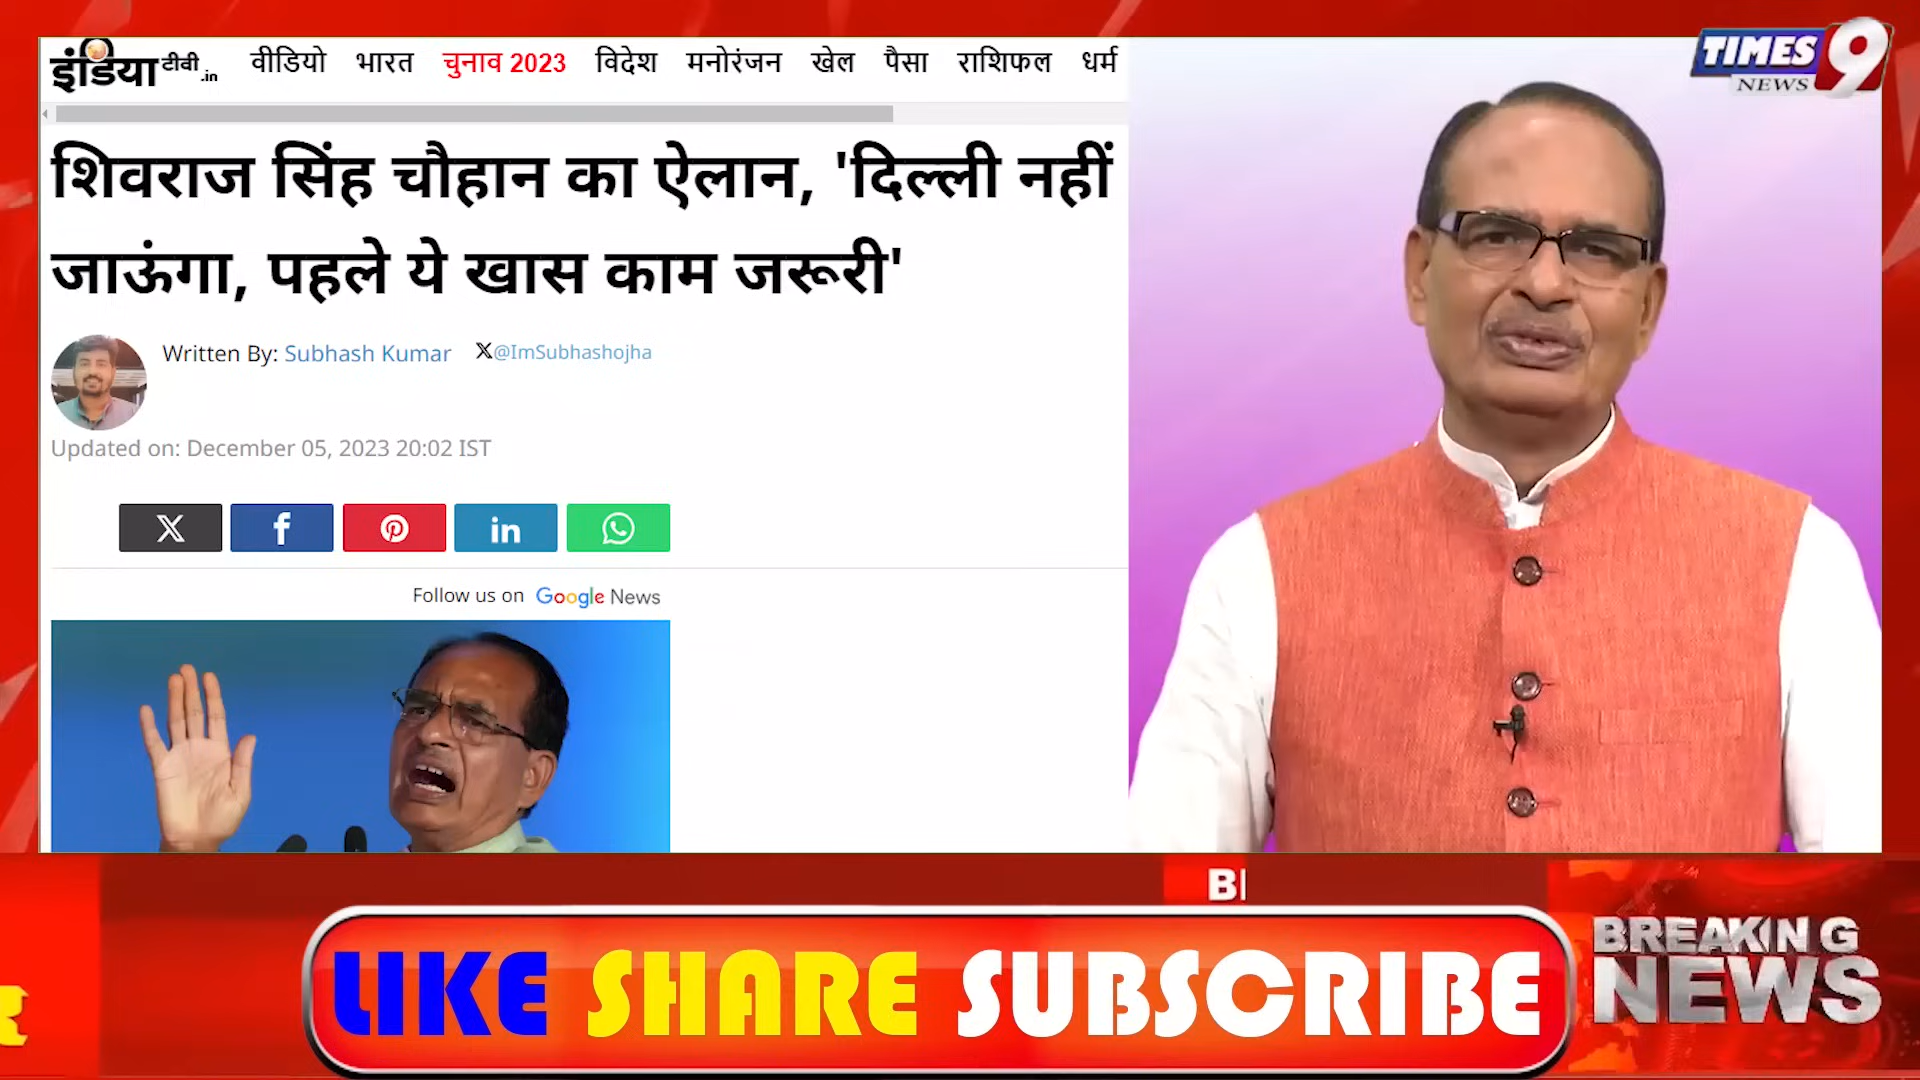 इंडिया टीवी.in वीडियो भारत चुनाव 2023 विदेश मनोरंजन खेल पैसा राशिफल धर्म
TIMES NEWS 9
शिवराज सिंह चौहान का ऐलान, 'दिल्ली नहीं
जाऊंगा, पहले ये खास काम जरूरी'
Written By: Subhash Kumar X@ImSubhashojha
Updated on: December 05, 2023 20:02 IST
Follow us on Google News
LIKE SHARE SUBSCRIBE
BREAKING
NEWS